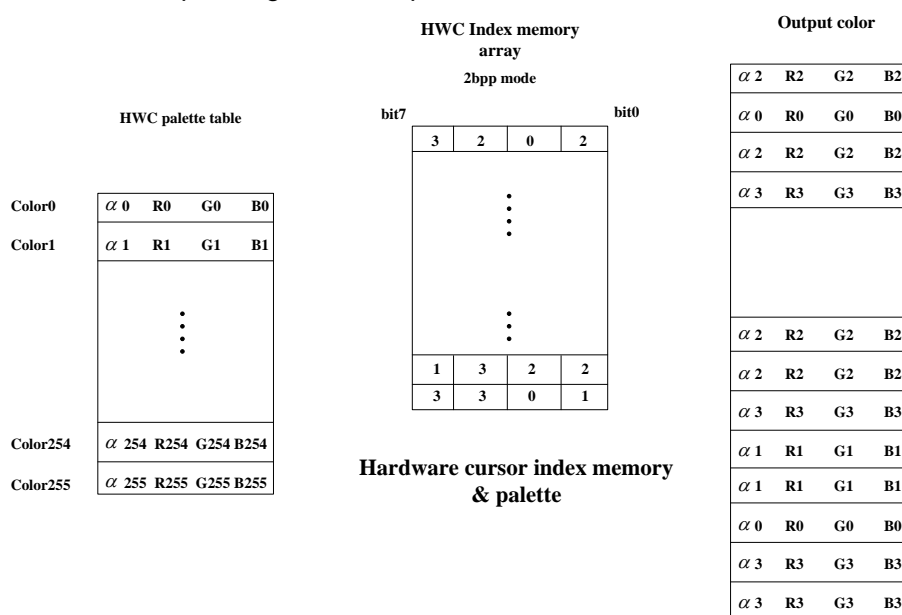 HWC palette table
Color0 α 0 R0 G0 B0
Color1 α 1 R1 G1 B1
Color254 α 254 R254 G254 B254
Color255 α 255 R255 G255 B255
HWC Index memory
array
2bpp mode
bit7 bit0
3 2 0 2
1 3 2 2
3 3 0 1
Hardware cursor index memory
& palette
Output color
α 2 R2 G2 B2
α 0 R0 G0 B0
α 2 R2 G2 B2
α 3 R3 G3 B3
α 2 R2 G2 B2
α 2 R2 G2 B2
α 3 R3 G3 B3
α 1 R1 G1 B1
α 1 R1 G1 B1
α 0 R0 G0 B0
α 3 R3 G3 B3
α 3 R3 G3 B3